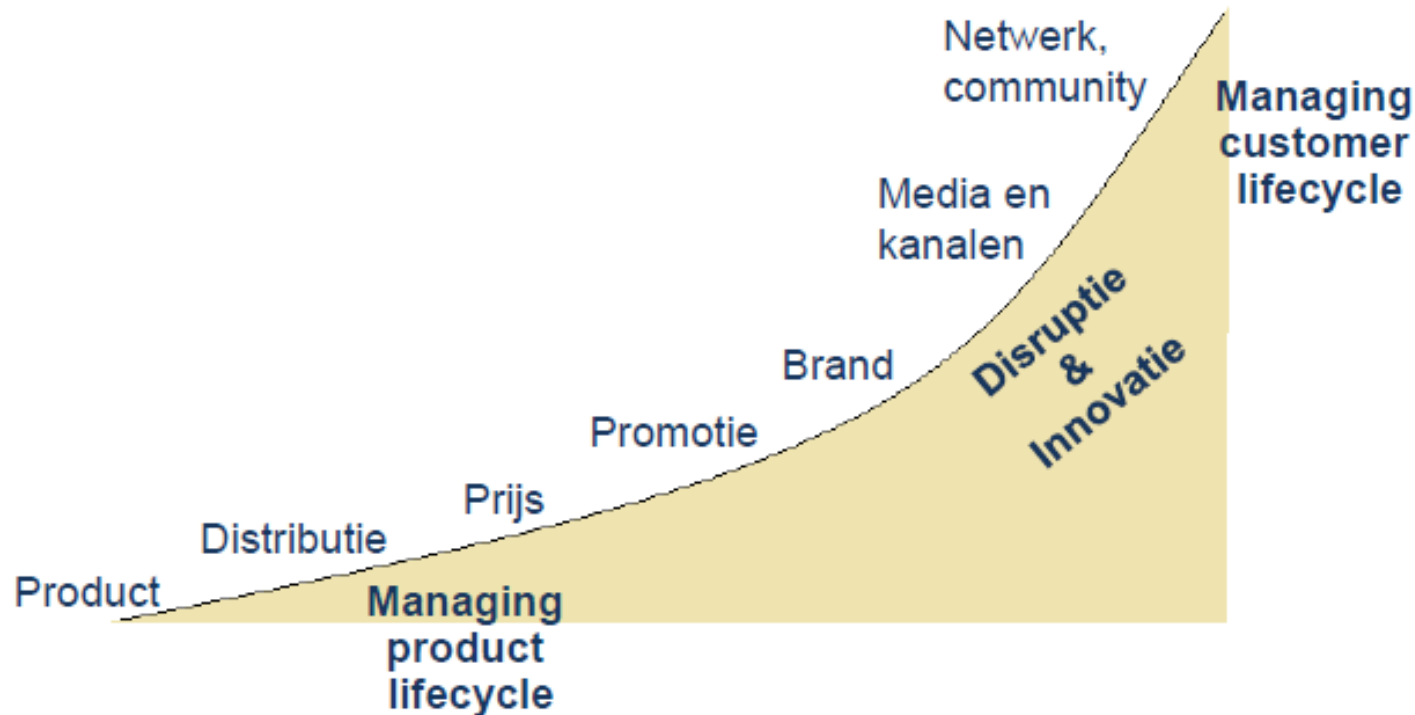 Netwerk,
community
Managing
customer
lifecycle
Media en
kanalen
Disruptie
&
Innovatie
Brand
Promotie
Prijs
Distributie
Product
Managing
product
lifecycle